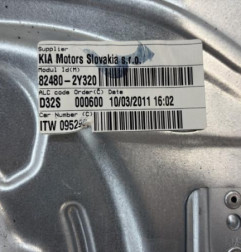 Supplier
KIA Motors Slovakia s.r.o.
Modul Id(M)
82480-2Y320
ALC code Order(C) Date
D32S 000600 10/03/2011 16:02
Car Number (C)
ITW